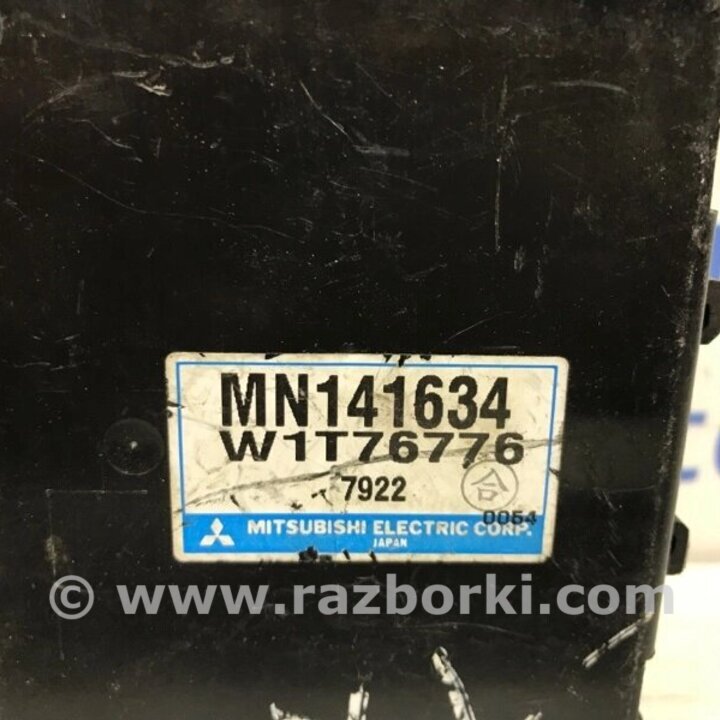 MN141634
W1T76776
7922 合
0054
MITSUBISHI ELECTRIC CORP.
JAPAN
© www.razborki.com